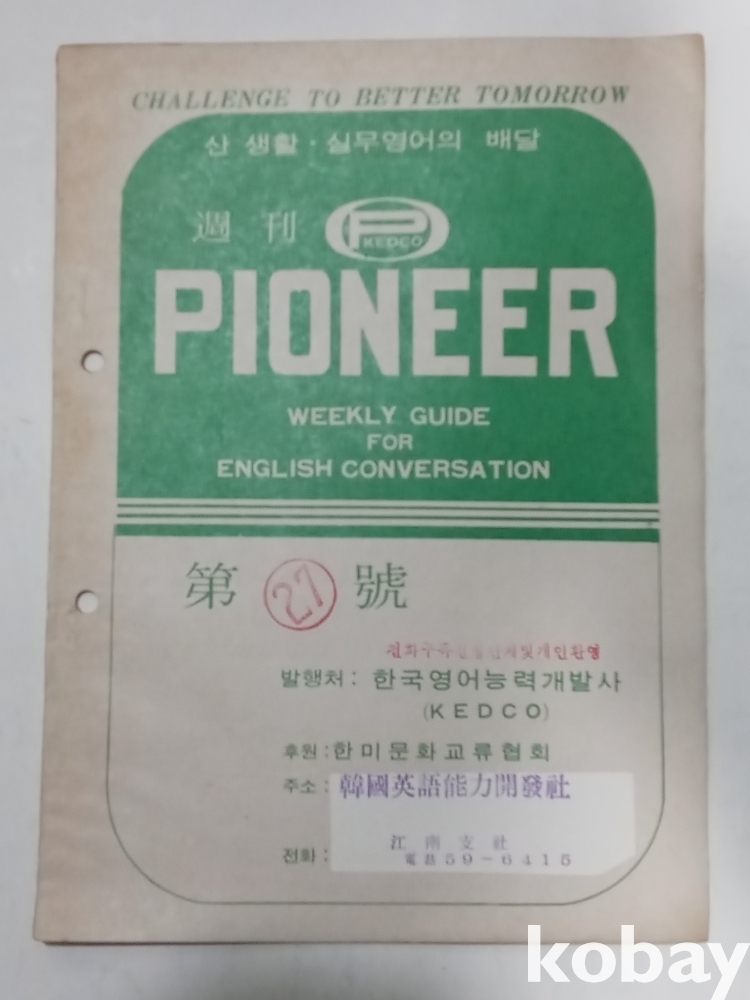 CHALLENGE TO BETTER TOMORROW
산 생활 · 실무영어의 배달
週刊 P KEDCO
PIONEER
WEEKLY GUIDE
FOR
ENGLISH CONVERSATION
第 27 號
발행처 : 한국영어능력개발사
(KEDCO)
후원 : 한미문화교류협회
주소 : 韓國英語能力開發社
江南支社
전화 : 電話 59-6415
kobay